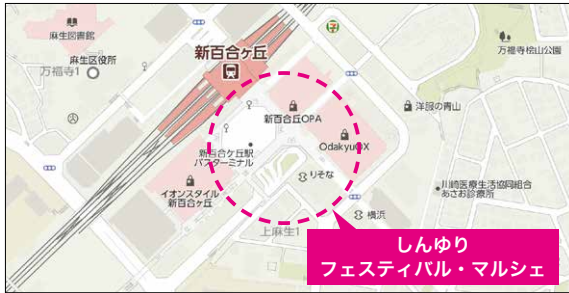 麻生図書館
麻生区役所
万福寺1
新百合ヶ丘
万福寺檜山公園
洋服の青山
新百合丘OPA
OdakyuOX
新百合ケ丘駅
バスターミナル
りそな
イオンスタイル
新百合ヶ丘
川崎医療生活協同組合
あさお診療所
横浜
上麻生1
しんゆり
フェスティバル・マルシェ